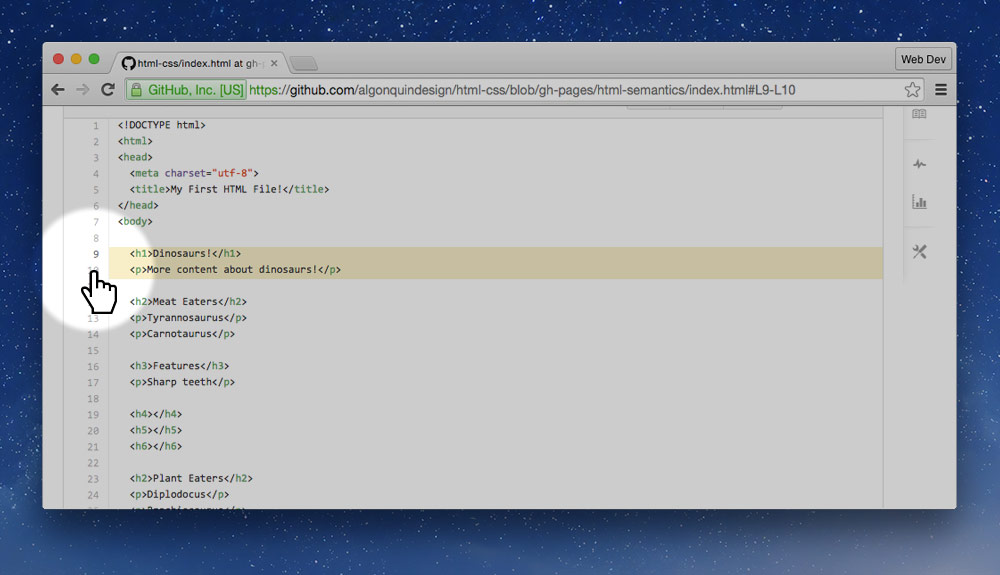 html-css/index.html at gh-p
Web Dev
GitHub, Inc. [US] https://github.com/algonquindesign/html-css/blob/gh-pages/html-semantics/index.html#L9-L10
1 <!DOCTYPE html>
2 <html>
3 <head>
4 <meta charset="utf-8">
5 <title>My First HTML File!</title>
6 </head>
7 <body>
8
9 <h1>Dinosaurs!</h1>
<p>More content about dinosaurs!</p>
<h2>Meat Eaters</h2>
13 <p>Tyrannosaurus</p>
14 <p>Carnotaurus</p>
15
16 <h3>Features</h3>
17 <p>Sharp teeth</p>
18
19 <h4></h4>
20 <h5></h5>
21 <h6></h6>
22
23 <h2>Plant Eaters</h2>
24 <p>Diplodocus</p>